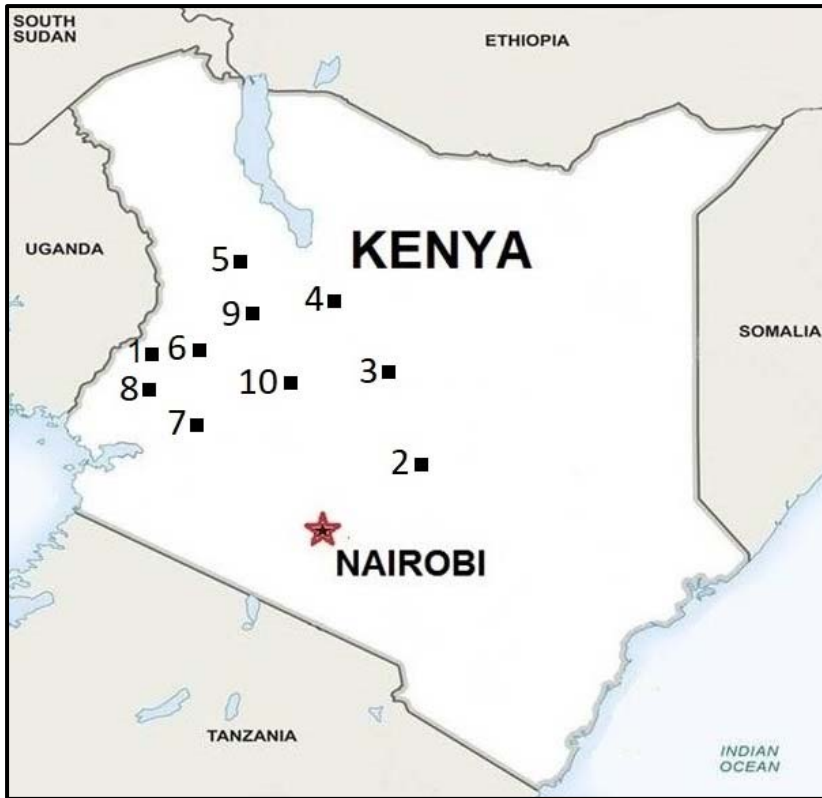 SOUTH
SUDAN
ETHIOPIA
UGANDA
KENYA
5
4
9
SOMALIA
1
6
10
3
8
7
2
NAIROBI
TANZANIA
INDIAN
OCEAN